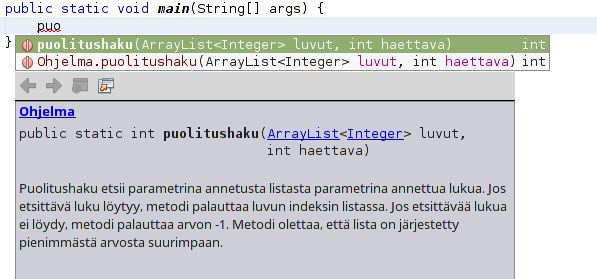 public static void main(String[] args) {
puo
}
puolitushaku(ArrayList<Integer> luvut, int haettava) int
Ohjelma.puolitushaku(ArrayList<Integer> luvut, int haettava) int
Ohjelma
public static int puolitushaku(ArrayList<Integer> luvut,
int haettava)
Puolitushaku etsii parametrina annetusta listasta parametrina annettua lukua. Jos
etsittävä luku löytyy, metodi palauttaa luvun indeksin listassa. Jos etsittävää lukua
ei löydy, metodi palauttaa arvon -1. Metodi olettaa, että lista on järjestetty
pienimmästä arvosta suurimpaan.